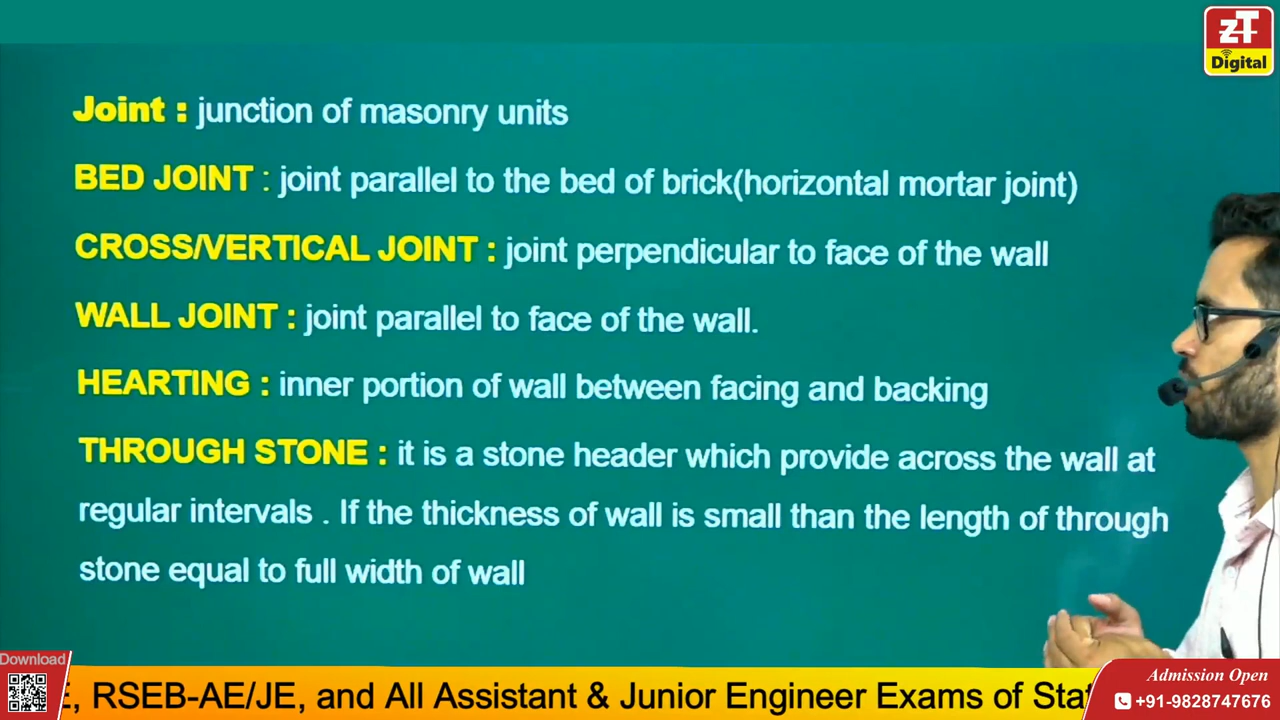 zT
Digital
Joint : junction of masonry units
BED JOINT : joint parallel to the bed of brick(horizontal mortar joint)
CROSS/VERTICAL JOINT : joint perpendicular to face of the wall
WALL JOINT : joint parallel to face of the wall.
HEARTING : inner portion of wall between facing and backing
THROUGH STONE : it is a stone header which provide across the wall at
regular intervals . If the thickness of wall is small than the length of through
stone equal to full width of wall
Download
E, RSEB-AE/JE, and All Assistant & Junior Engineer Exams of Stat
Admission Open
+91-9828747676